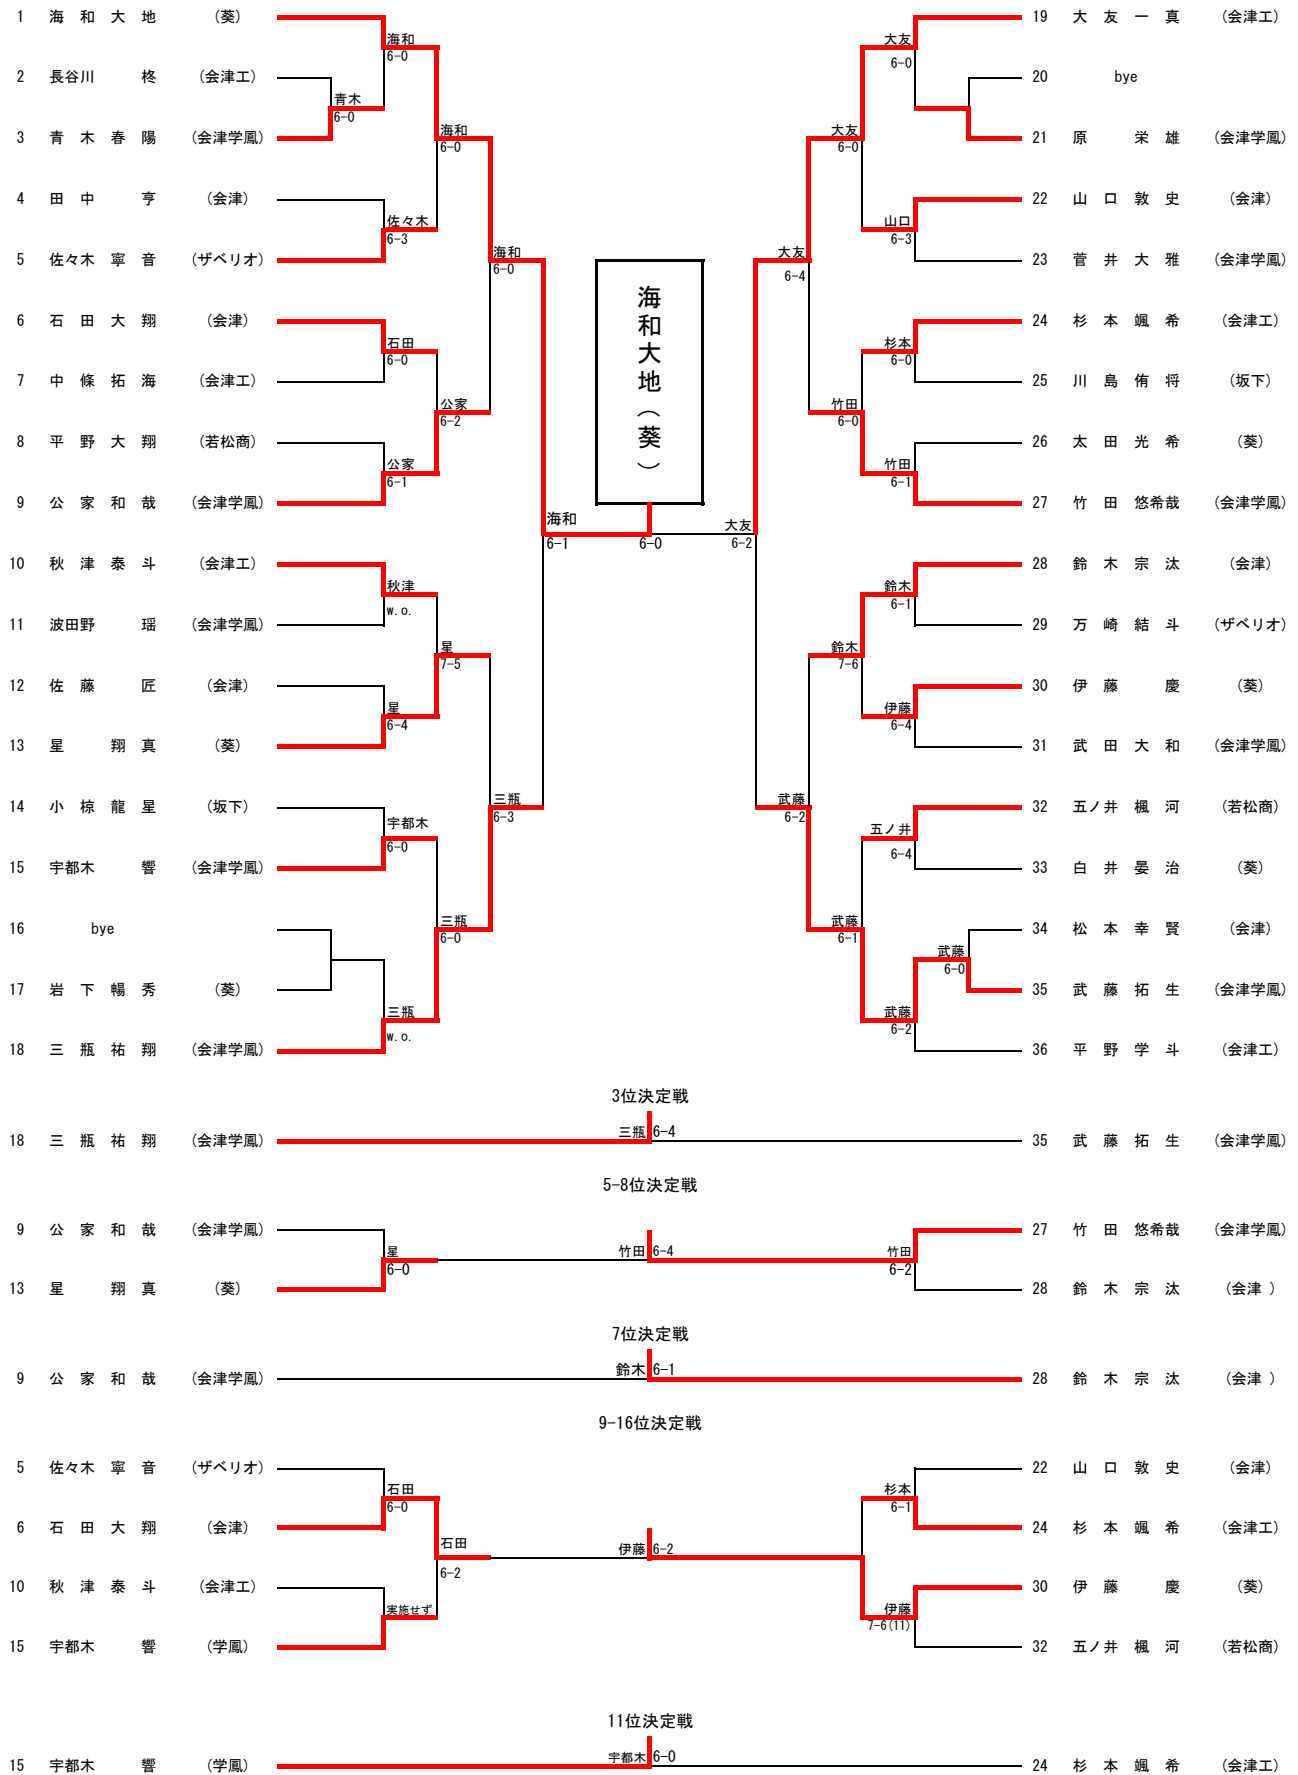 1 海和大地 (葵)
2 長谷川 柊 (会津工)
3 青木春陽 (会津学鳳)
4 田中 亨 (会津)
5 佐々木寧音 (ザベリオ)
6 石田大翔 (会津)
7 中條拓海 (会津工)
8 平野大翔 (若松商)
9 公家和哉 (会津学鳳)
10 秋津泰斗 (会津工)
11 波田野 瑶 (会津学鳳)
12 佐藤 匠 (会津)
13 星 翔真 (葵)
14 小椋龍星 (坂下)
15 宇都木 響 (会津学鳳)
16 bye
17 岩下暢秀 (葵)
18 三瓶祐翔 (会津学鳳)
海和
6-0
青木
6-0
海和
6-0
佐々木
6-3
海和
6-0
石田
6-0
公家
6-2
公家
6-1
海和
6-1
秋津
w.o.
星
7-5
星
6-4
三瓶
6-3
宇都木
6-0
三瓶
6-0
三瓶
w.o.
海和大地(葵)
6-0
19 大友一真 (会津工)
20 bye
21 原 栄雄 (会津学鳳)
22 山口敦史 (会津)
23 菅井大雅 (会津学鳳)
24 杉本颯希 (会津工)
25 川島侑将 (坂下)
26 太田光希 (葵)
27 竹田悠希哉 (会津学鳳)
28 鈴木宗汰 (会津)
29 万崎結斗 (ザベリオ)
30 伊藤 慶 (葵)
31 武田大和 (会津学鳳)
32 五ノ井楓河 (若松商)
33 白井晏治 (葵)
34 松本幸賢 (会津)
35 武藤拓生 (会津学鳳)
36 平野学斗 (会津工)
大友
6-0
大友
6-0
山口
6-3
大友
6-4
杉本
6-0
竹田
6-0
竹田
6-1
大友
6-2
鈴木
6-1
鈴木
7-6
伊藤
6-4
武藤
6-2
五ノ井
6-4
武藤
6-1
武藤
6-0
武藤
6-2
3位決定戦
18 三瓶祐翔 (会津学鳳)
三瓶 6-4
35 武藤拓生 (会津学鳳)
5-8位決定戦
9 公家和哉 (会津学鳳)
13 星 翔真 (葵)
星
6-0
竹田 6-4
竹田
6-2
27 竹田悠希哉 (会津学鳳)
28 鈴木宗汰 (会津 )
7位決定戦
9 公家和哉 (会津学鳳)
鈴木 6-1
28 鈴木宗汰 (会津 )
9-16位決定戦
5 佐々木寧音 (ザベリオ)
6 石田大翔 (会津)
10 秋津泰斗 (会津工)
15 宇都木 響 (学鳳)
石田
6-0
石田
6-2
実施せず
伊藤 6-2
杉本
6-1
伊藤
7-6(11)
22 山口敦史 (会津)
24 杉本颯希 (会津工)
30 伊藤 慶 (葵)
32 五ノ井楓河 (若松商)
11位決定戦
15 宇都木 響 (学鳳)
宇都木 6-0
24 杉本颯希 (会津工)